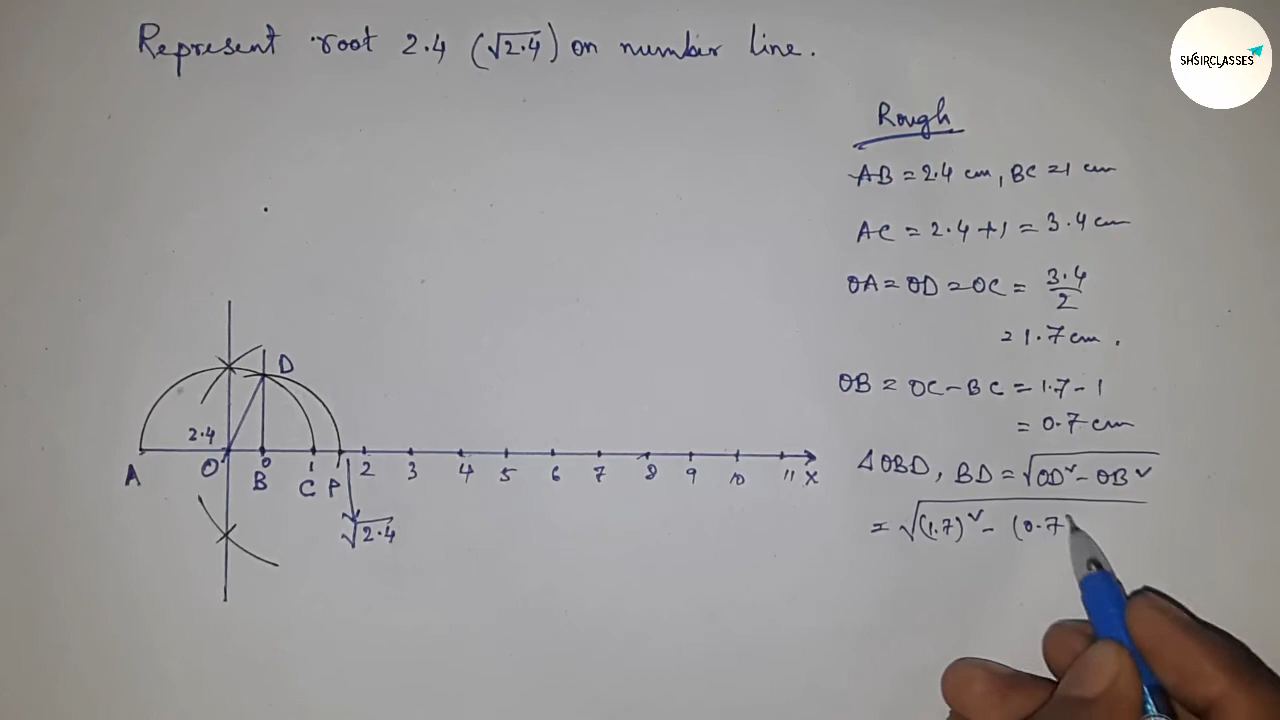 Represent root 2.4 (√2.4) on number line.
SHSIRCLASSES
Rough
AB = 2.4 cm, BC = 1 cm
AC = 2.4 + 1 = 3.4 cm
OA = OD = OC = 3.4/2
= 1.7 cm.
OB = OC - BC = 1.7 - 1
= 0.7 cm
Δ OBD, BD = √OD² - OB²
= √(1.7)² - (0.7
D
2.4
A O B 0 C 1 P 2 3 4 5 6 7 8 9 10 11 X
√2.4